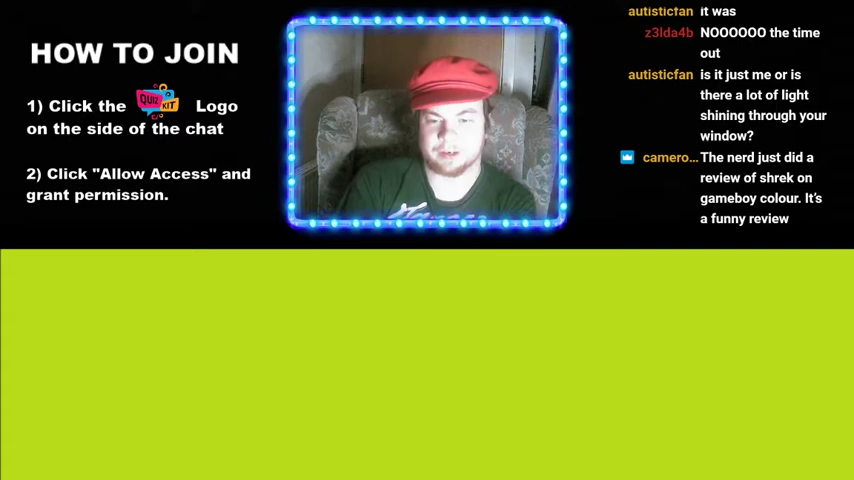 HOW TO JOIN
1) Click the QUIZ KIT Logo
on the side of the chat
2) Click "Allow Access" and
grant permission.
autisticfan it was
z3lda4b NOOOOOO the time
out
autisticfan is it just me or is
there a lot of light
shining through your
window?
camero... The nerd just did a
review of shrek on
gameboy colour. It's
a funny review